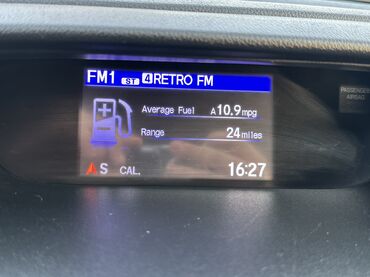 FM1 ST 4 RETRO FM
Average Fuel A 10.9 mpg
Range 24 miles
S CAL. 16:27
PASSENGER
AIRBAG